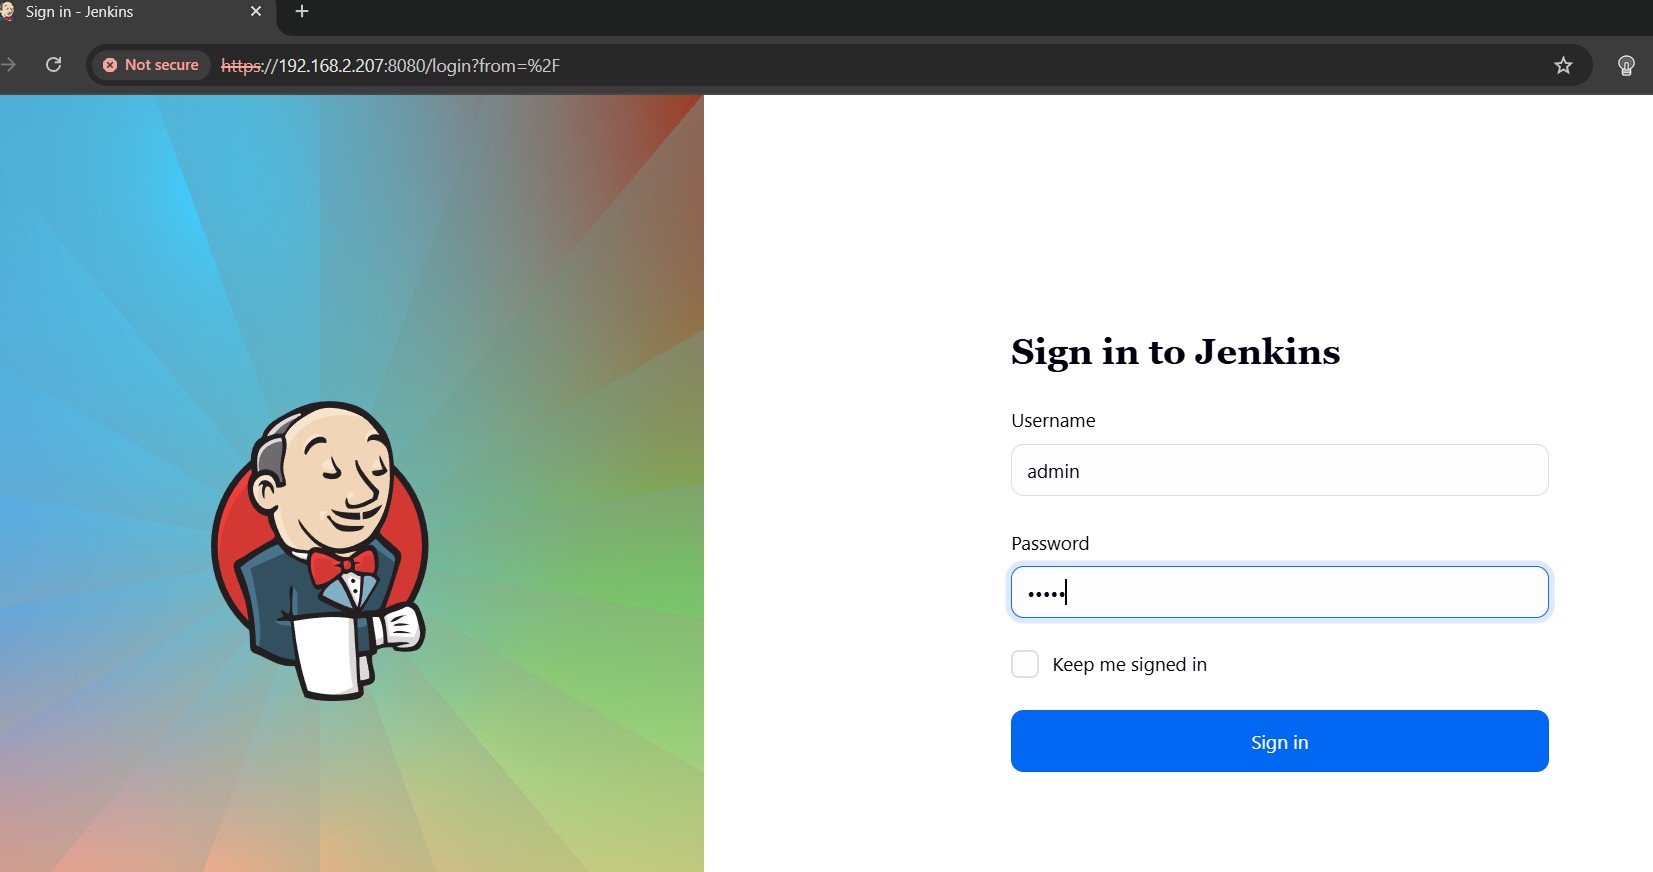 Sign in - Jenkins
Not secure https://192.168.2.207:8080/login?from=%2F
Sign in to Jenkins
Username
admin
Password
•••••
Keep me signed in
Sign in